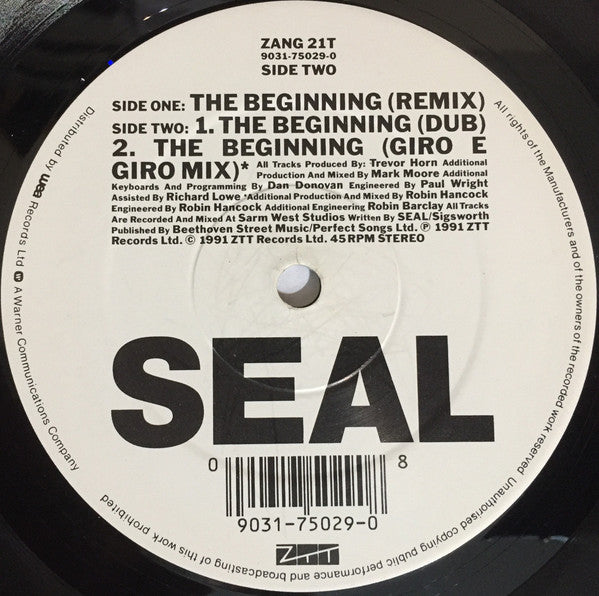 ZANG 21T
9031-75029-0
SIDE TWO
SIDE ONE: THE BEGINNING (REMIX)
SIDE TWO: 1. THE BEGINNING (DUB)
2. THE BEGINNING (GIRO E
GIRO MIX)* All Tracks Produced By: Trevor Horn Additional
Production And Mixed By Mark Moore Additional
Keyboards And Programming By Dan Donovan Engineered By Paul Wright
Assisted By Richard Lowe *Additional Production And Mixed By Robin Hancock
Engineered By Robin Hancock Additional Engineering Robin Barclay All Tracks
Are Recorded And Mixed At Sarm West Studios Written By SEAL/Sigsworth
Published By Beethoven Street Music/Perfect Songs Ltd. ℗ 1991 ZTT
Records Ltd. © 1991 ZTT Records Ltd. 45 RPM STEREO
SEAL
0 8
9031-75029-0
ZTT
All rights of the Manufacturers and of the owners of the recorded work reserved Unauthorised copying public performance and broadcasting of this work prohibited
Distributed by east west Records Ltd W A Warner Communications Company